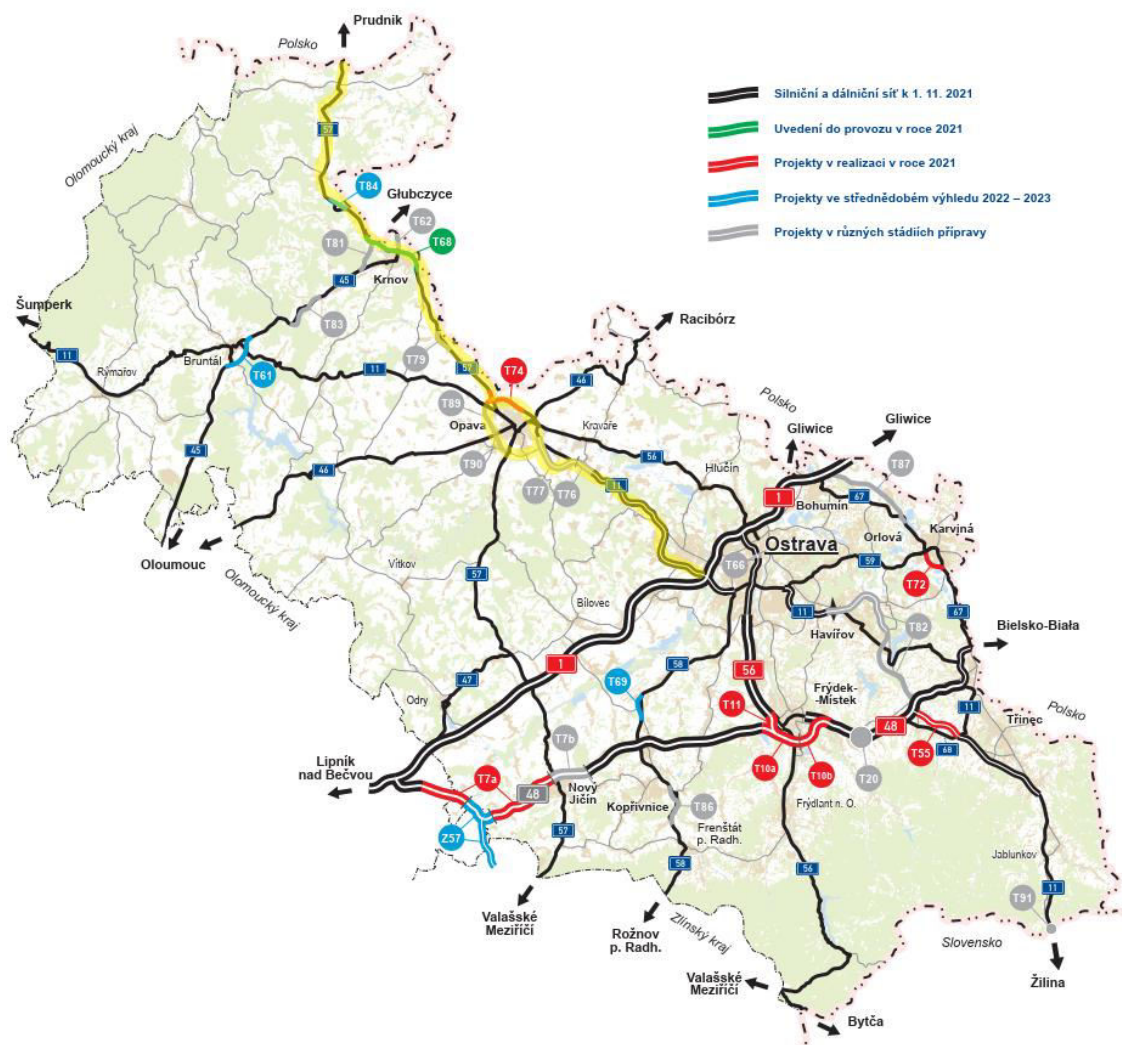 Prudnik
Polsko
Silniční a dálniční síť k 1. 11. 2021
Uvedení do provozu v roce 2021
Projekty v realizaci v roce 2021
Projekty ve střednědobém výhledu 2022 – 2023
Projekty v různých stádiích přípravy
Olomoucký kraj
57
T84
Głubczyce
T62
T81
T68
Krnov
45
Šumperk
T83
Racibórz
11
Rýmařov
Bruntál
T61
T79
11
57
T74
46
Polsko
T89
Opava
Kravaře
Gliwice
Gliwice
45
46
T90
56
Hlučín
T87
T77
T76
11
1
67
Bohumín
Karviná
Orlová
Ostrava
Oloumouc
Olomoucký kraj
Vítkov
57
T66
59
T72
Bílovec
11
67
Havířov
T82
Bielsko-Biała
1
58
56
47
T69
Odry
Frýdek-
-Místek
T11
48
11
Polsko
Třinec
T7b
T55
68
Lipník
nad Bečvou
T7a
48
Nový
Jičín
T10a
T10b
T20
Kopřivnice
T86
Frýdlant n. O.
Z57
57
Frenštát
p. Radh.
58
56
Jablunkov
11
T91
Valašské
Meziříčí
Rožnov
p. Radh.
Zlínský kraj
Slovensko
Valašské
Meziříčí
Žilina
Bytča